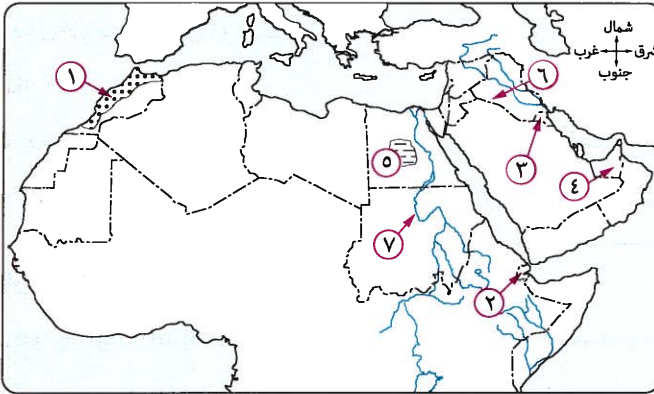 شمال
شرق
غرب
جنوب
١
٦
٣
٥
٤
٧
٢